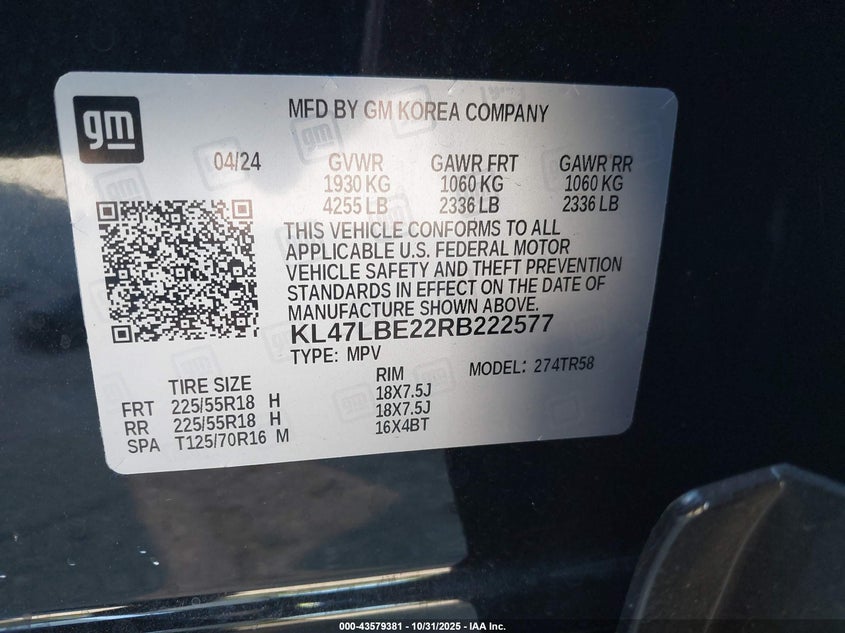 gm
MFD BY GM KOREA COMPANY
04/24
GVWR GAWR FRT GAWR RR
1930 KG 1060 KG 1060 KG
4255 LB 2336 LB 2336 LB
THIS VEHICLE CONFORMS TO ALL
APPLICABLE U.S. FEDERAL MOTOR
VEHICLE SAFETY AND THEFT PREVENTION
STANDARDS IN EFFECT ON THE DATE OF
MANUFACTURE SHOWN ABOVE.
KL47LBE22RB222577
TYPE: MPV MODEL: 274TR58
TIRE SIZE RIM
FRT 225/55R18 H 18X7.5J
RR 225/55R18 H 18X7.5J
SPA T125/70R16 M 16X4BT
000-43579381 - 10/31/2025 - IAA Inc.